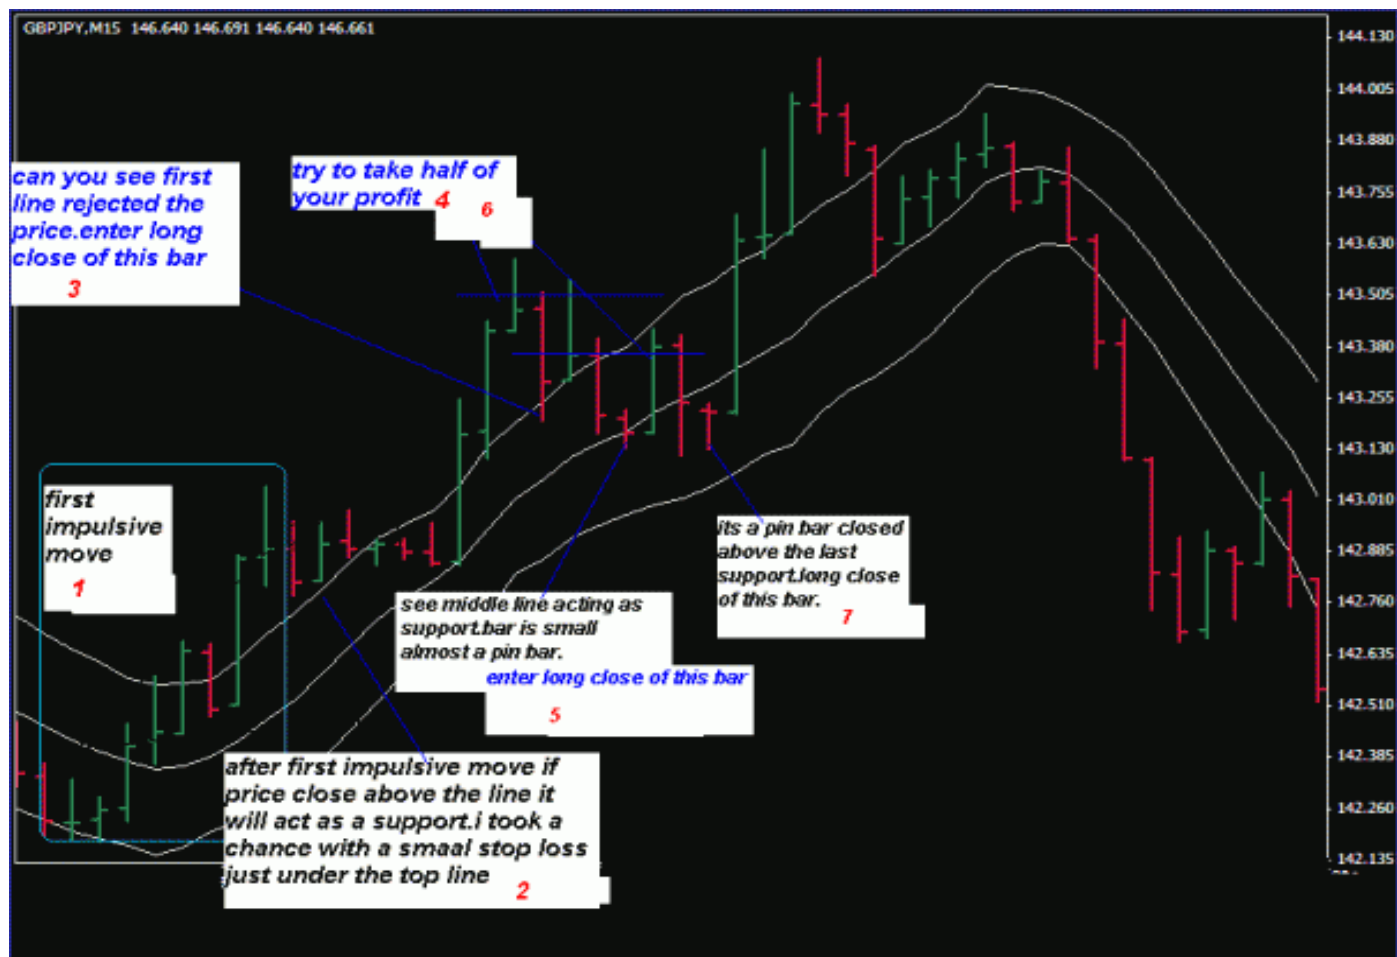 GBPJPY,M15 146.640 146.691 146.640 146.661
can you see first
line rejected the
price.enter long
close of this bar
3
try to take half of
your profit 4 6
first
impulsive
move
1
see middle line acting as
support.bar is small
almost a pin bar.
enter long close of this bar
5
its a pin bar closed
above the last
support.long close
of this bar.
7
after first impulsive move if
price close above the line it
will act as a support.i took a
chance with a smaal stop loss
just under the top line 2
144.130
144.005
143.880
143.755
143.630
143.505
143.380
143.255
143.130
143.010
142.885
142.760
142.635
142.510
142.385
142.260
142.135